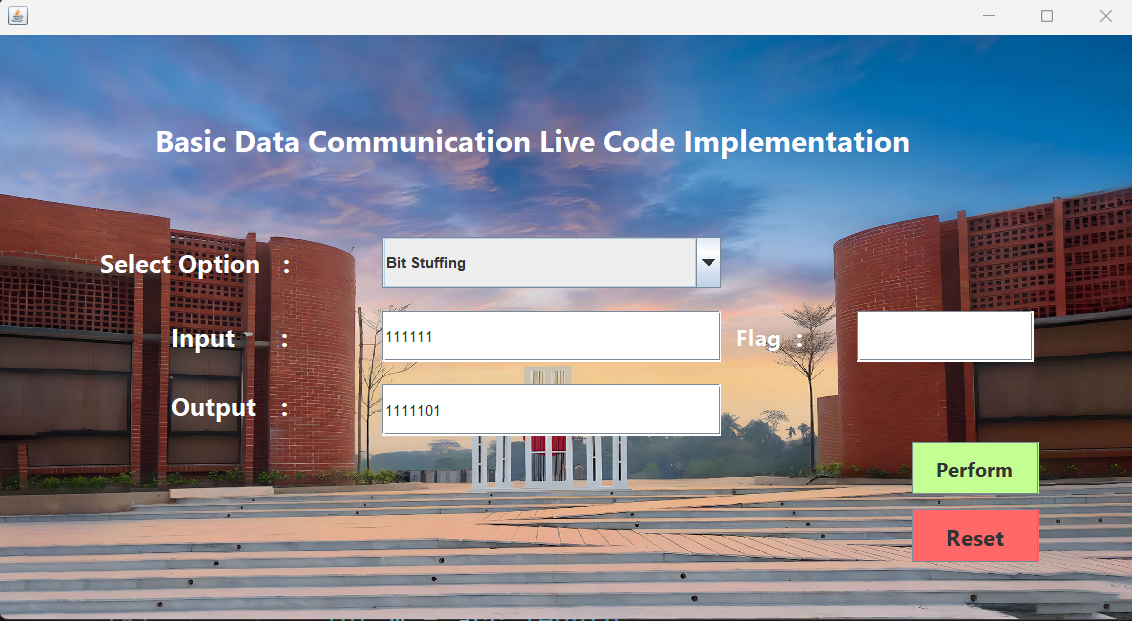 Basic Data Communication Live Code Implementation
Select Option : Bit Stuffing
Input : 111111 Flag :
Output : 1111101
Perform
Reset